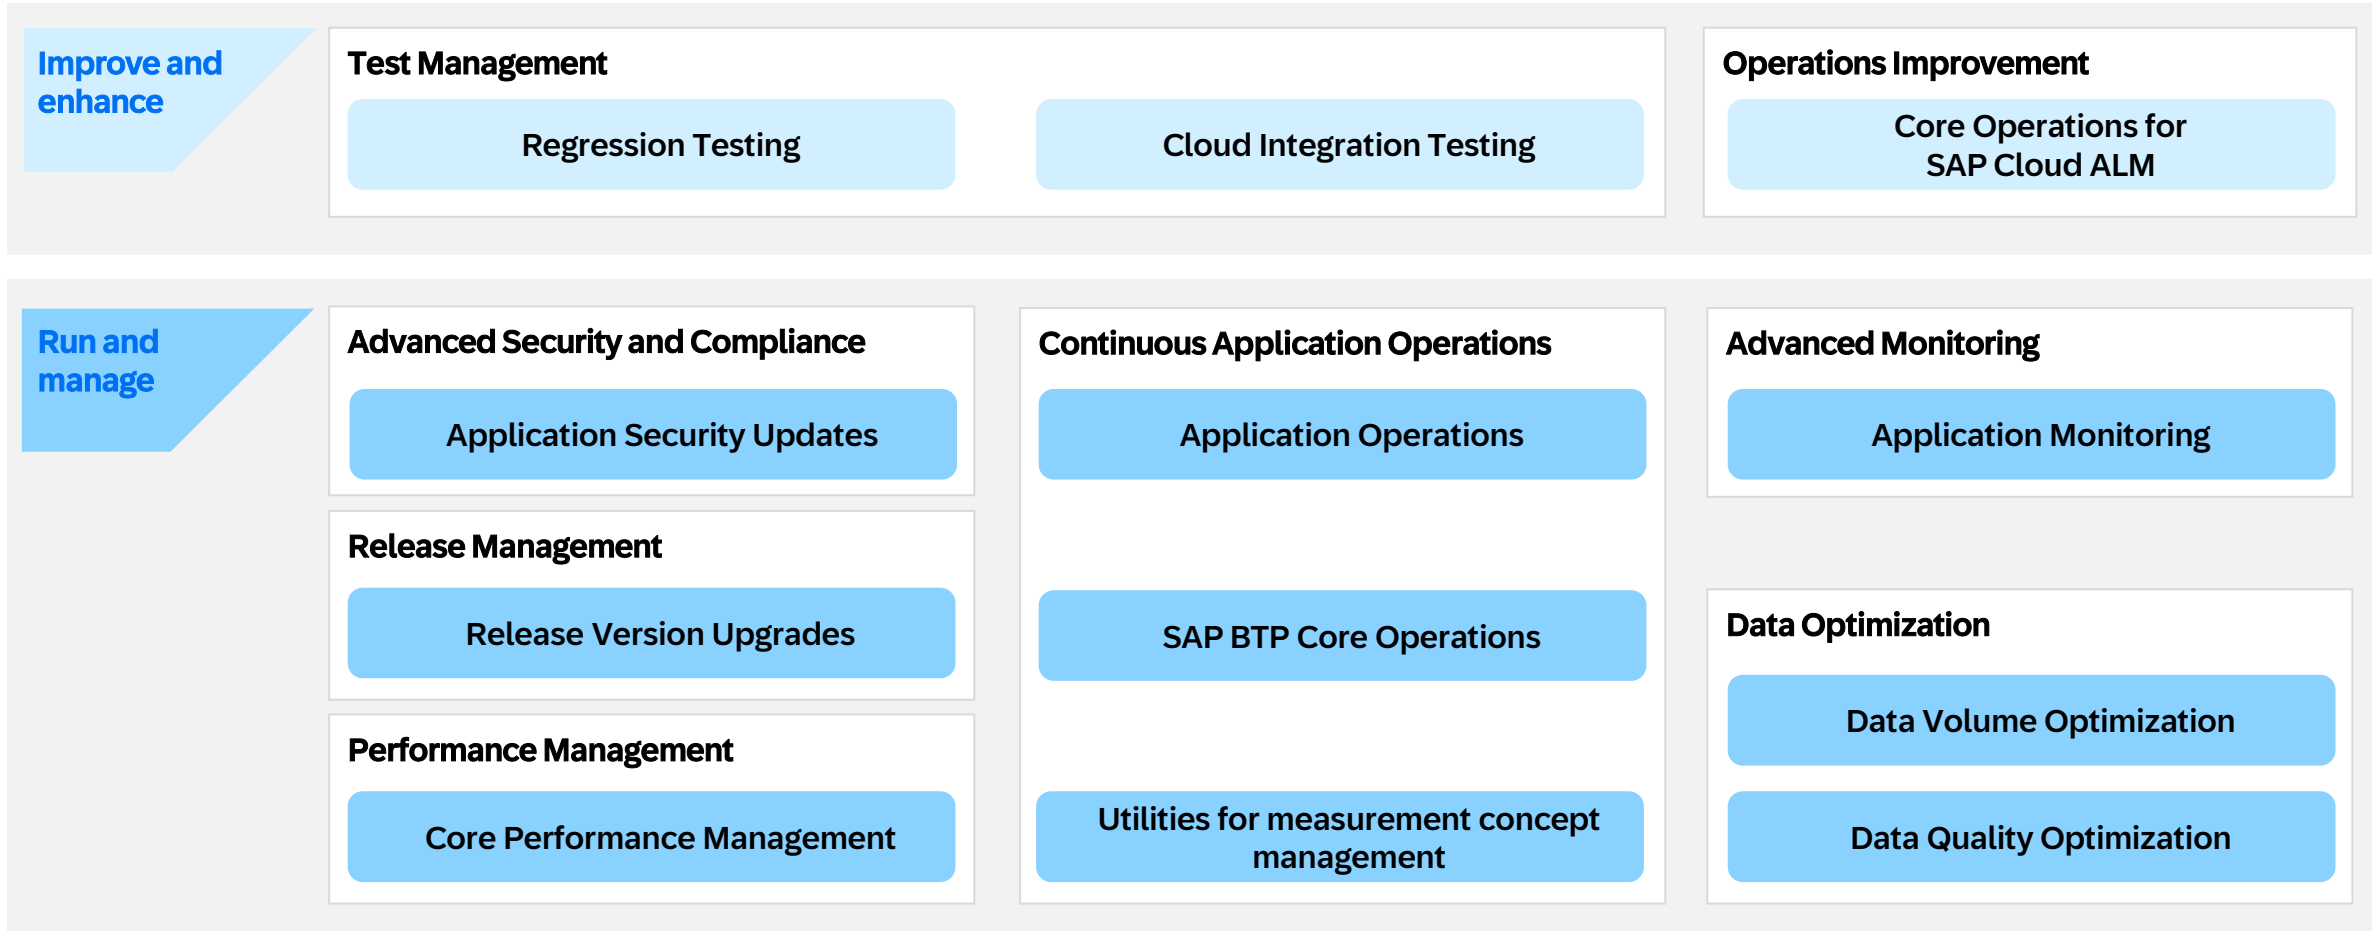 Improve and
enhance
Test Management
Regression Testing
Cloud Integration Testing
Operations Improvement
Core Operations for
SAP Cloud ALM
Run and
manage
Advanced Security and Compliance
Application Security Updates
Release Management
Release Version Upgrades
Performance Management
Core Performance Management
Continuous Application Operations
Application Operations
SAP BTP Core Operations
Utilities for measurement concept
management
Advanced Monitoring
Application Monitoring
Data Optimization
Data Volume Optimization
Data Quality Optimization